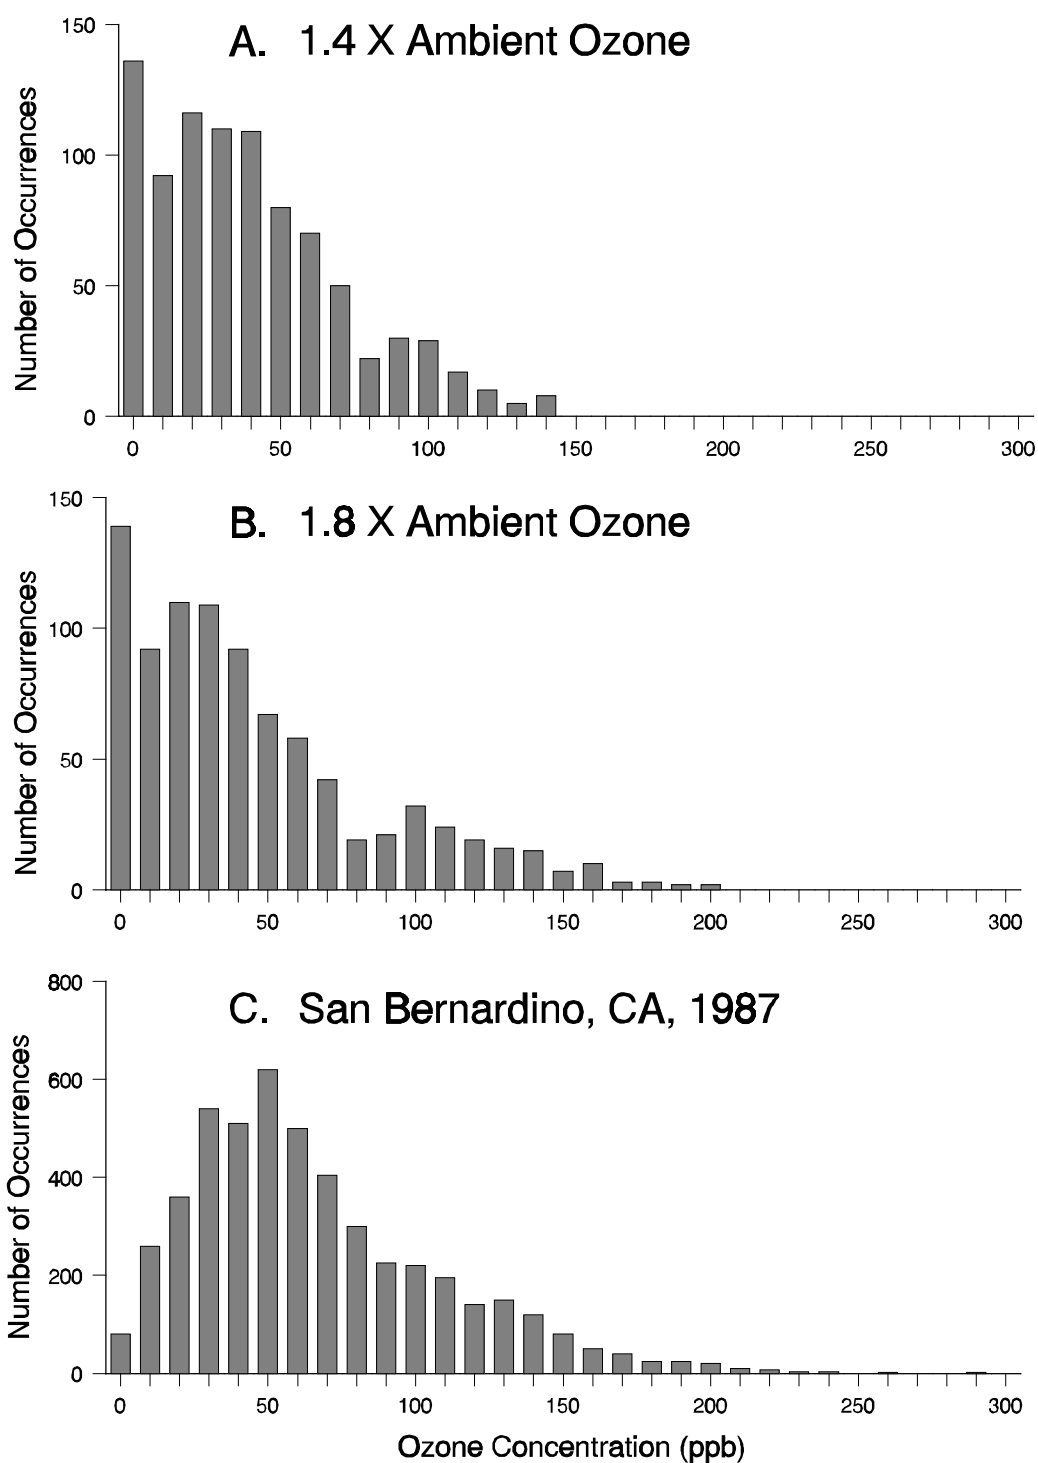 A. 1.4 X Ambient Ozone
Number of Occurrences
150
100
50
0
0 50 100 150 200 250 300
B. 1.8 X Ambient Ozone
Number of Occurrences
150
100
50
0
0 50 100 150 200 250 300
C. San Bernardino, CA, 1987
Number of Occurrences
800
600
400
200
0
0 50 100 150 200 250 300
Ozone Concentration (ppb)